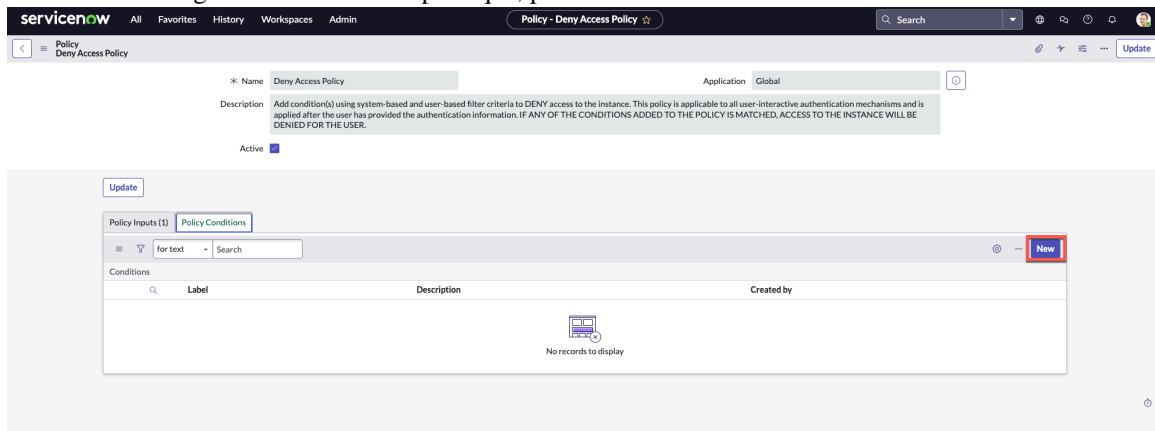 servicenow All Favorites History Workspaces Admin Policy - Deny Access Policy Search
Policy
Deny Access Policy
Update
* Name Deny Access Policy Application Global
Description Add condition(s) using system-based and user-based filter criteria to DENY access to the instance. This policy is applicable to all user-interactive authentication mechanisms and is
applied after the user has provided the authentication information. IF ANY OF THE CONDITIONS ADDED TO THE POLICY IS MATCHED, ACCESS TO THE INSTANCE WILL BE
DENIED FOR THE USER.
Active
Update
Policy Inputs (1) Policy Conditions
for text Search New
Conditions
Label Description Created by
No records to display